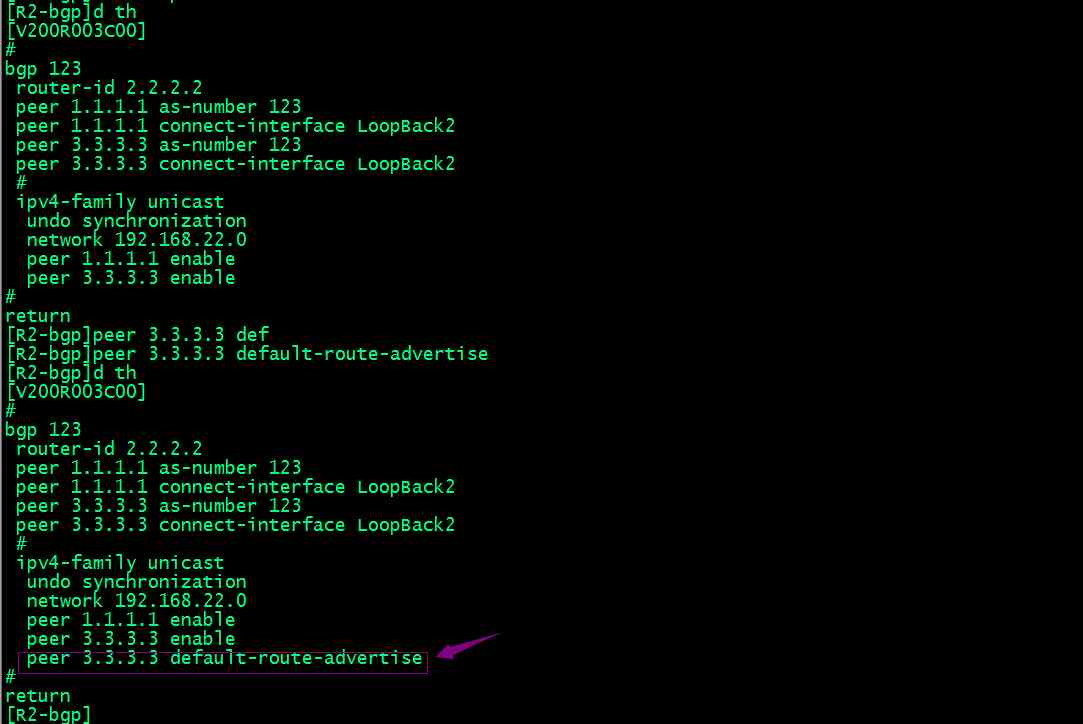 [R2-bgp]d th
[V200R003C00]
#
bgp 123
router-id 2.2.2.2
peer 1.1.1.1 as-number 123
peer 1.1.1.1 connect-interface LoopBack2
peer 3.3.3.3 as-number 123
peer 3.3.3.3 connect-interface LoopBack2
#
ipv4-family unicast
undo synchronization
network 192.168.22.0
peer 1.1.1.1 enable
peer 3.3.3.3 enable
#
return
[R2-bgp]peer 3.3.3.3 def
[R2-bgp]peer 3.3.3.3 default-route-advertise
[R2-bgp]d th
[V200R003C00]
#
bgp 123
router-id 2.2.2.2
peer 1.1.1.1 as-number 123
peer 1.1.1.1 connect-interface LoopBack2
peer 3.3.3.3 as-number 123
peer 3.3.3.3 connect-interface LoopBack2
#
ipv4-family unicast
undo synchronization
network 192.168.22.0
peer 1.1.1.1 enable
peer 3.3.3.3 enable
peer 3.3.3.3 default-route-advertise
#
return
[R2-bgp]